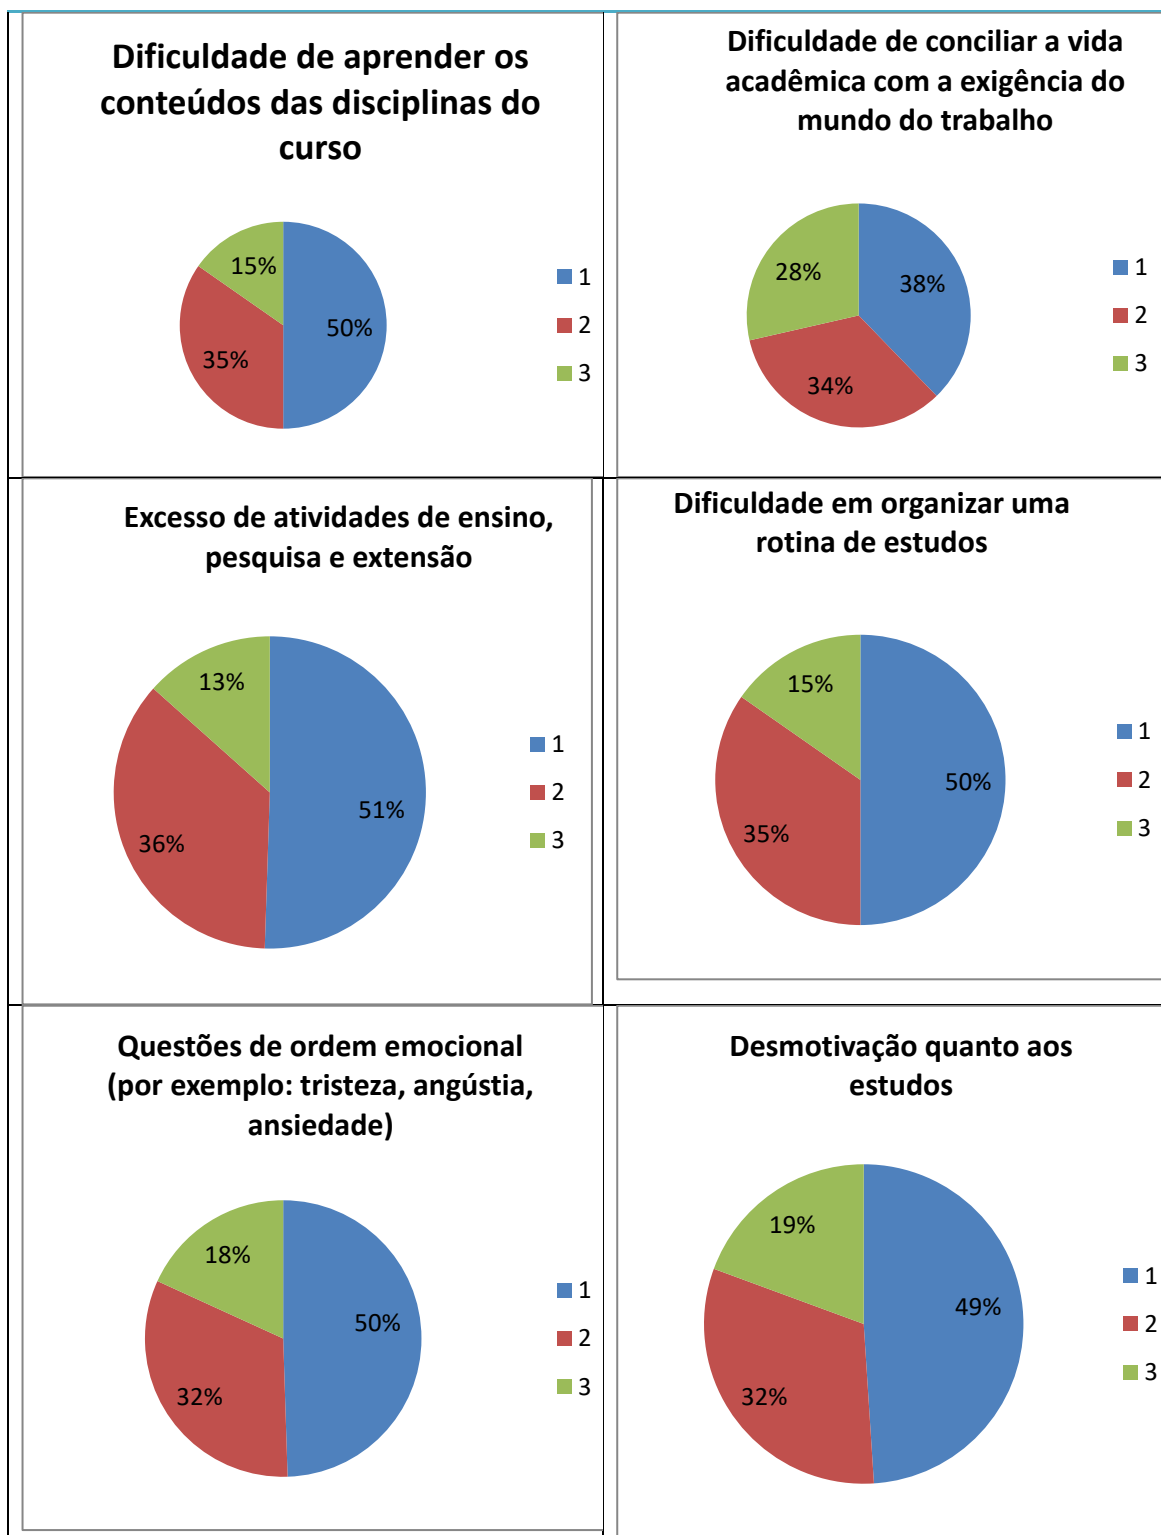 Dificuldade de aprender os
conteúdos das disciplinas do
curso
15%
50%
35%
1
2
3
Dificuldade de conciliar a vida
acadêmica com a exigência do
mundo do trabalho
28%
38%
34%
1
2
3
Excesso de atividades de ensino,
pesquisa e extensão
13%
51%
36%
1
2
3
Dificuldade em organizar uma
rotina de estudos
15%
50%
35%
1
2
3
Questões de ordem emocional
(por exemplo: tristeza, angústia,
ansiedade)
18%
50%
32%
1
2
3
Desmotivação quanto aos
estudos
19%
49%
32%
1
2
3